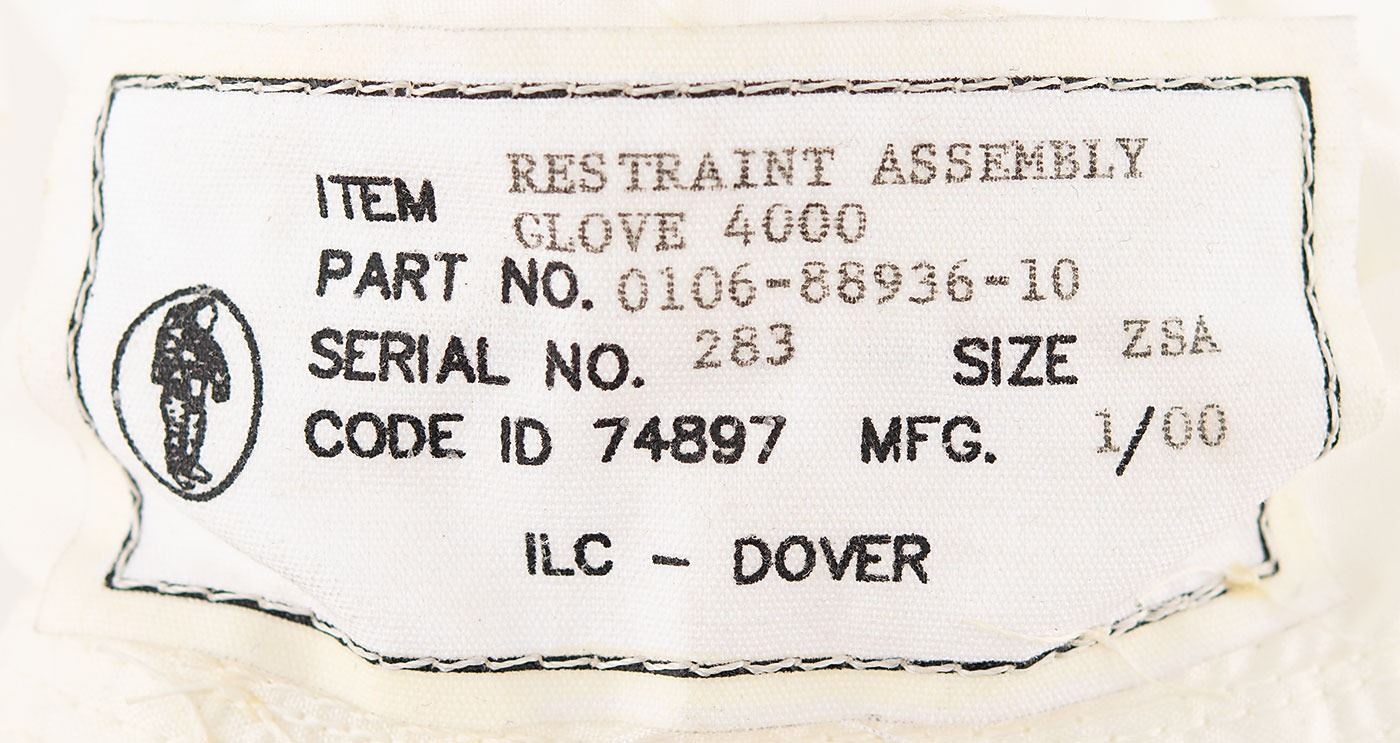 ITEM RESTRAINT ASSEMBLY
GLOVE 4000
PART NO. 0106-88936-10
SERIAL NO. 283 SIZE ZSA
CODE ID 74897 MFG. 1/00
ILC - DOVER